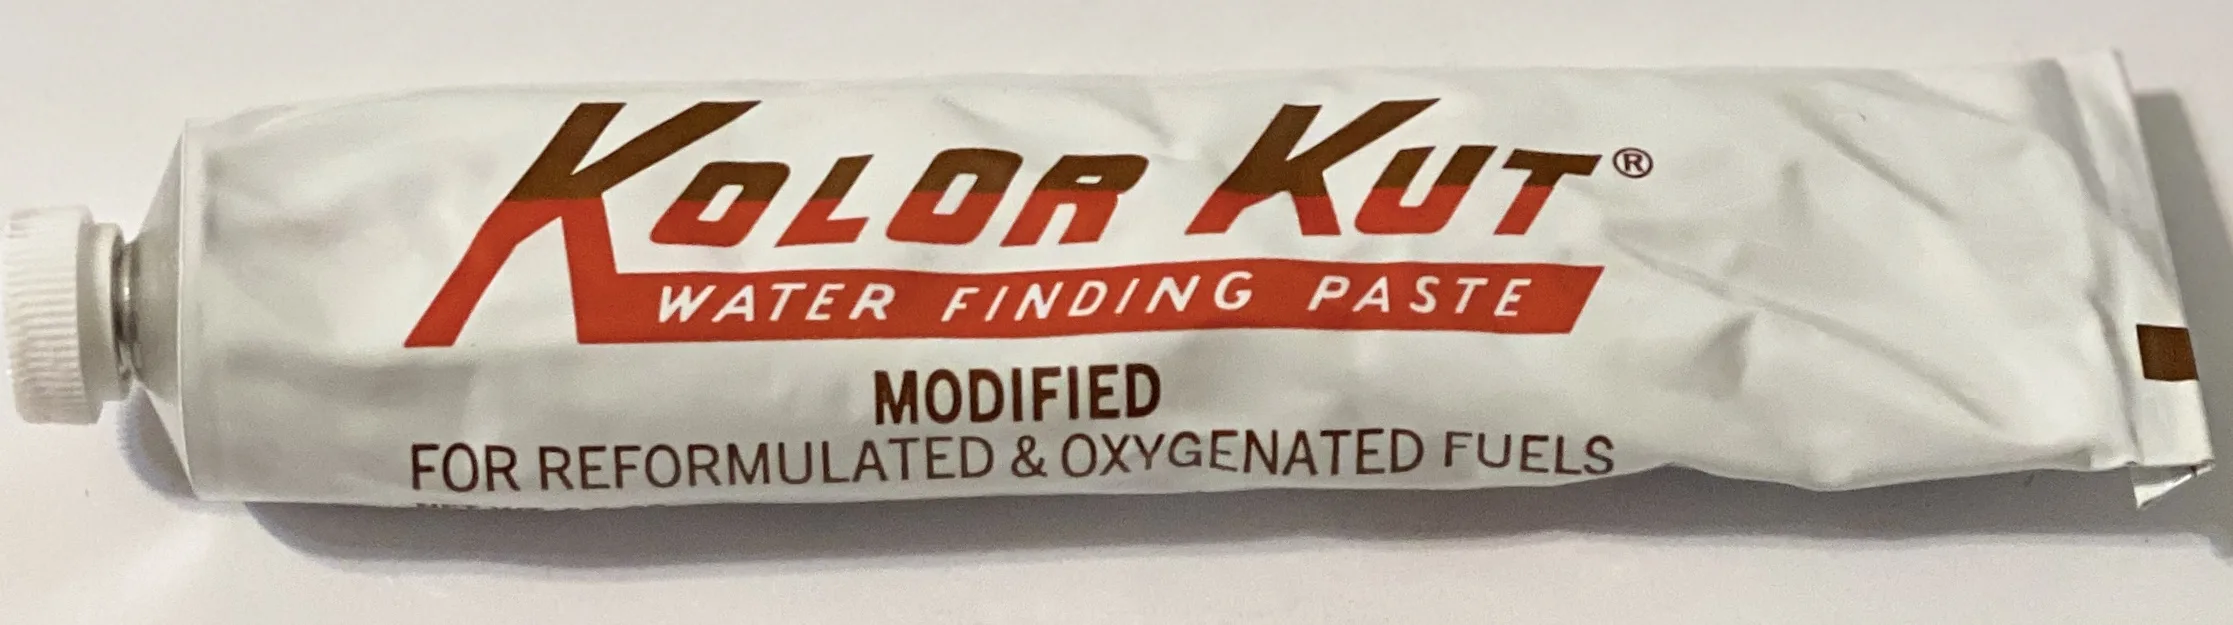 KOLOR KUT®
WATER FINDING PASTE
MODIFIED
FOR REFORMULATED & OXYGENATED FUELS